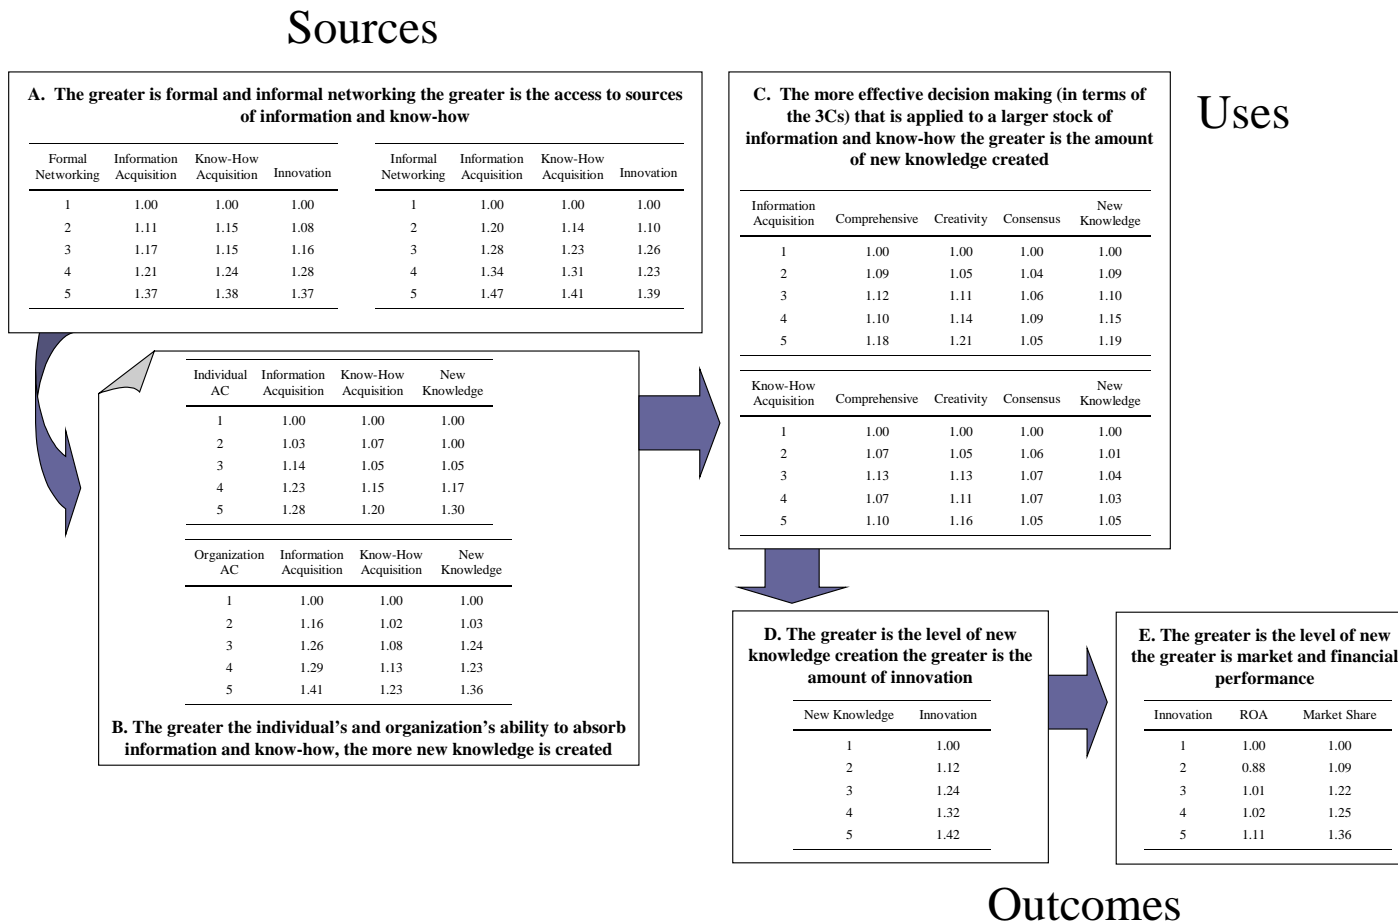 Sources
A. The greater is formal and informal networking the greater is the access to sources
of information and know-how
Formal Information Know-How
Networking Acquisition Acquisition Innovation
1 1.00 1.00 1.00
2 1.11 1.15 1.08
3 1.17 1.15 1.16
4 1.21 1.24 1.28
5 1.37 1.38 1.37
Informal Information Know-How
Networking Acquisition Acquisition Innovation
1 1.00 1.00 1.00
2 1.20 1.14 1.10
3 1.28 1.23 1.26
4 1.34 1.31 1.23
5 1.47 1.41 1.39
Individual Information Know-How New
AC Acquisition Acquisition Knowledge
1 1.00 1.00 1.00
2 1.03 1.07 1.00
3 1.14 1.05 1.05
4 1.23 1.15 1.17
5 1.28 1.20 1.30
Organization Information Know-How New
AC Acquisition Acquisition Knowledge
1 1.00 1.00 1.00
2 1.16 1.02 1.03
3 1.26 1.08 1.24
4 1.29 1.13 1.23
5 1.41 1.23 1.36
B. The greater the individual's and organization's ability to absorb
information and know-how, the more new knowledge is created
Uses
C. The more effective decision making (in terms of
the 3Cs) that is applied to a larger stock of
information and know-how the greater is the amount
of new knowledge created
Information New
Acquisition Comprehensive Creativity Consensus Knowledge
1 1.00 1.00 1.00 1.00
2 1.09 1.05 1.04 1.09
3 1.12 1.11 1.06 1.10
4 1.10 1.14 1.09 1.15
5 1.18 1.21 1.05 1.19
Know-How New
Acquisition Comprehensive Creativity Consensus Knowledge
1 1.00 1.00 1.00 1.00
2 1.07 1.05 1.06 1.01
3 1.13 1.13 1.07 1.04
4 1.07 1.11 1.07 1.03
5 1.10 1.16 1.05 1.05
D. The greater is the level of new
knowledge creation the greater is the
amount of innovation
New Knowledge Innovation
1 1.00
2 1.12
3 1.24
4 1.32
5 1.42
E. The greater is the level of new
the greater is market and financial
performance
Innovation ROA Market Share
1 1.00 1.00
2 0.88 1.09
3 1.01 1.22
4 1.02 1.25
5 1.11 1.36
Outcomes